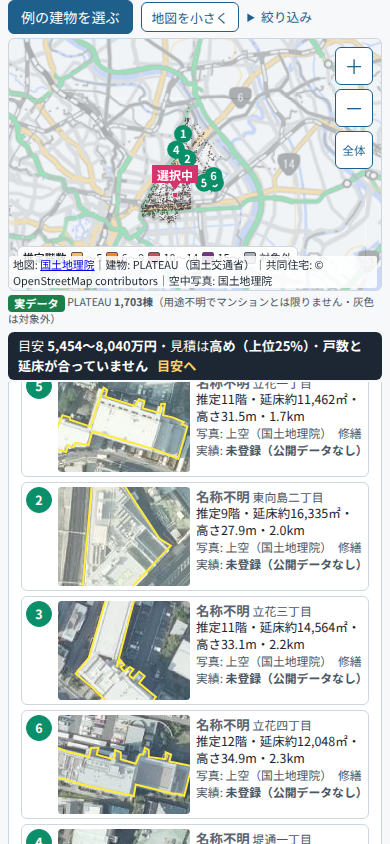 例の建物を選ぶ
地図を小さく
▶ 絞り込み
＋
－
全体
6
14
1
4
2
選択中
5
6
地図: 国土地理院｜建物: PLATEAU（国土交通省）｜共同住宅: ©
OpenStreetMap contributors｜空中写真: 国土地理院
実データ PLATEAU 1,703棟（用途不明でマンションとは限りません・灰色
は対象外）
目安 5,454〜8,040万円・見積は高め（上位25%）・戸数と
延床が合っていません 目安へ
5
名称不明 立花一丁目
推定11階・延床約11,462㎡・
高さ31.5m・1.7km
写真: 上空（国土地理院） 修繕
実績: 未登録（公開データなし）
2
名称不明 東向島二丁目
推定9階・延床約16,335㎡・
高さ27.9m・2.0km
写真: 上空（国土地理院） 修繕
実績: 未登録（公開データなし）
3
名称不明 立花三丁目
推定11階・延床約14,564㎡・
高さ33.1m・2.2km
写真: 上空（国土地理院） 修繕
実績: 未登録（公開データなし）
6
名称不明 立花四丁目
推定12階・延床約12,048㎡・
高さ34.9m・2.3km
写真: 上空（国土地理院） 修繕
実績: 未登録（公開データなし）
4
名称不明 堤通一丁目